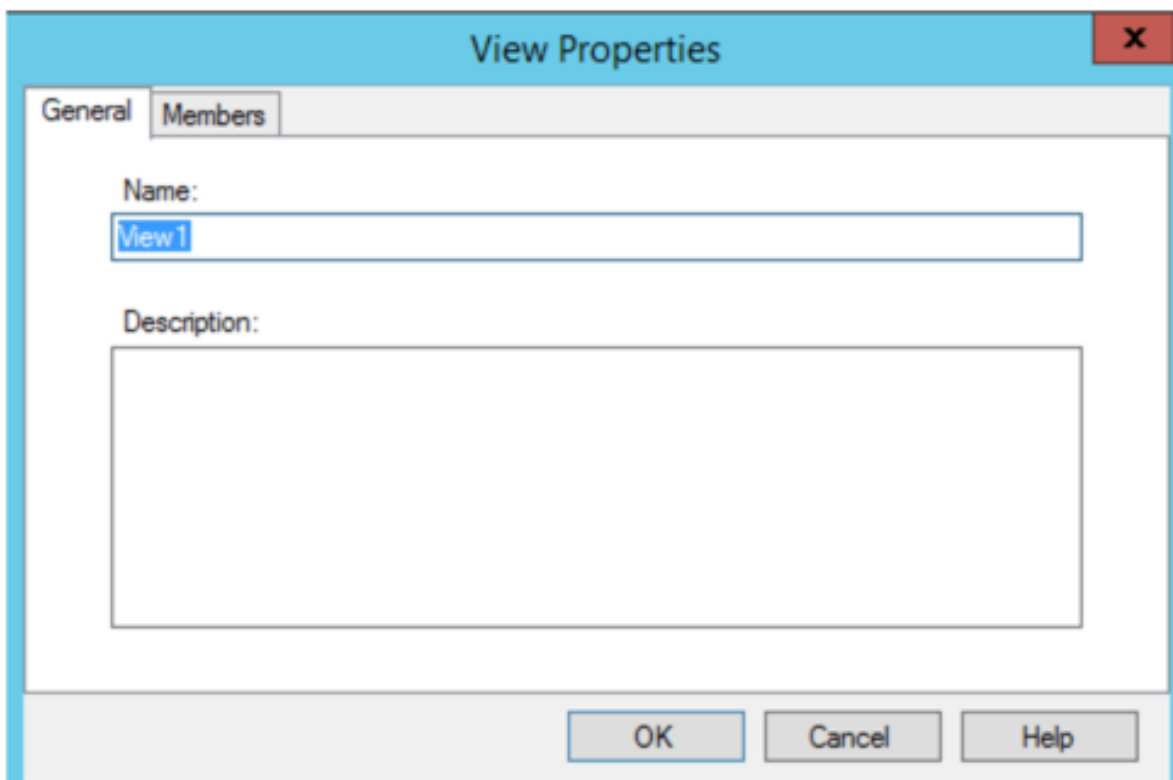 View Properties
x
General Members
Name:
View1
Description:
OK Cancel Help